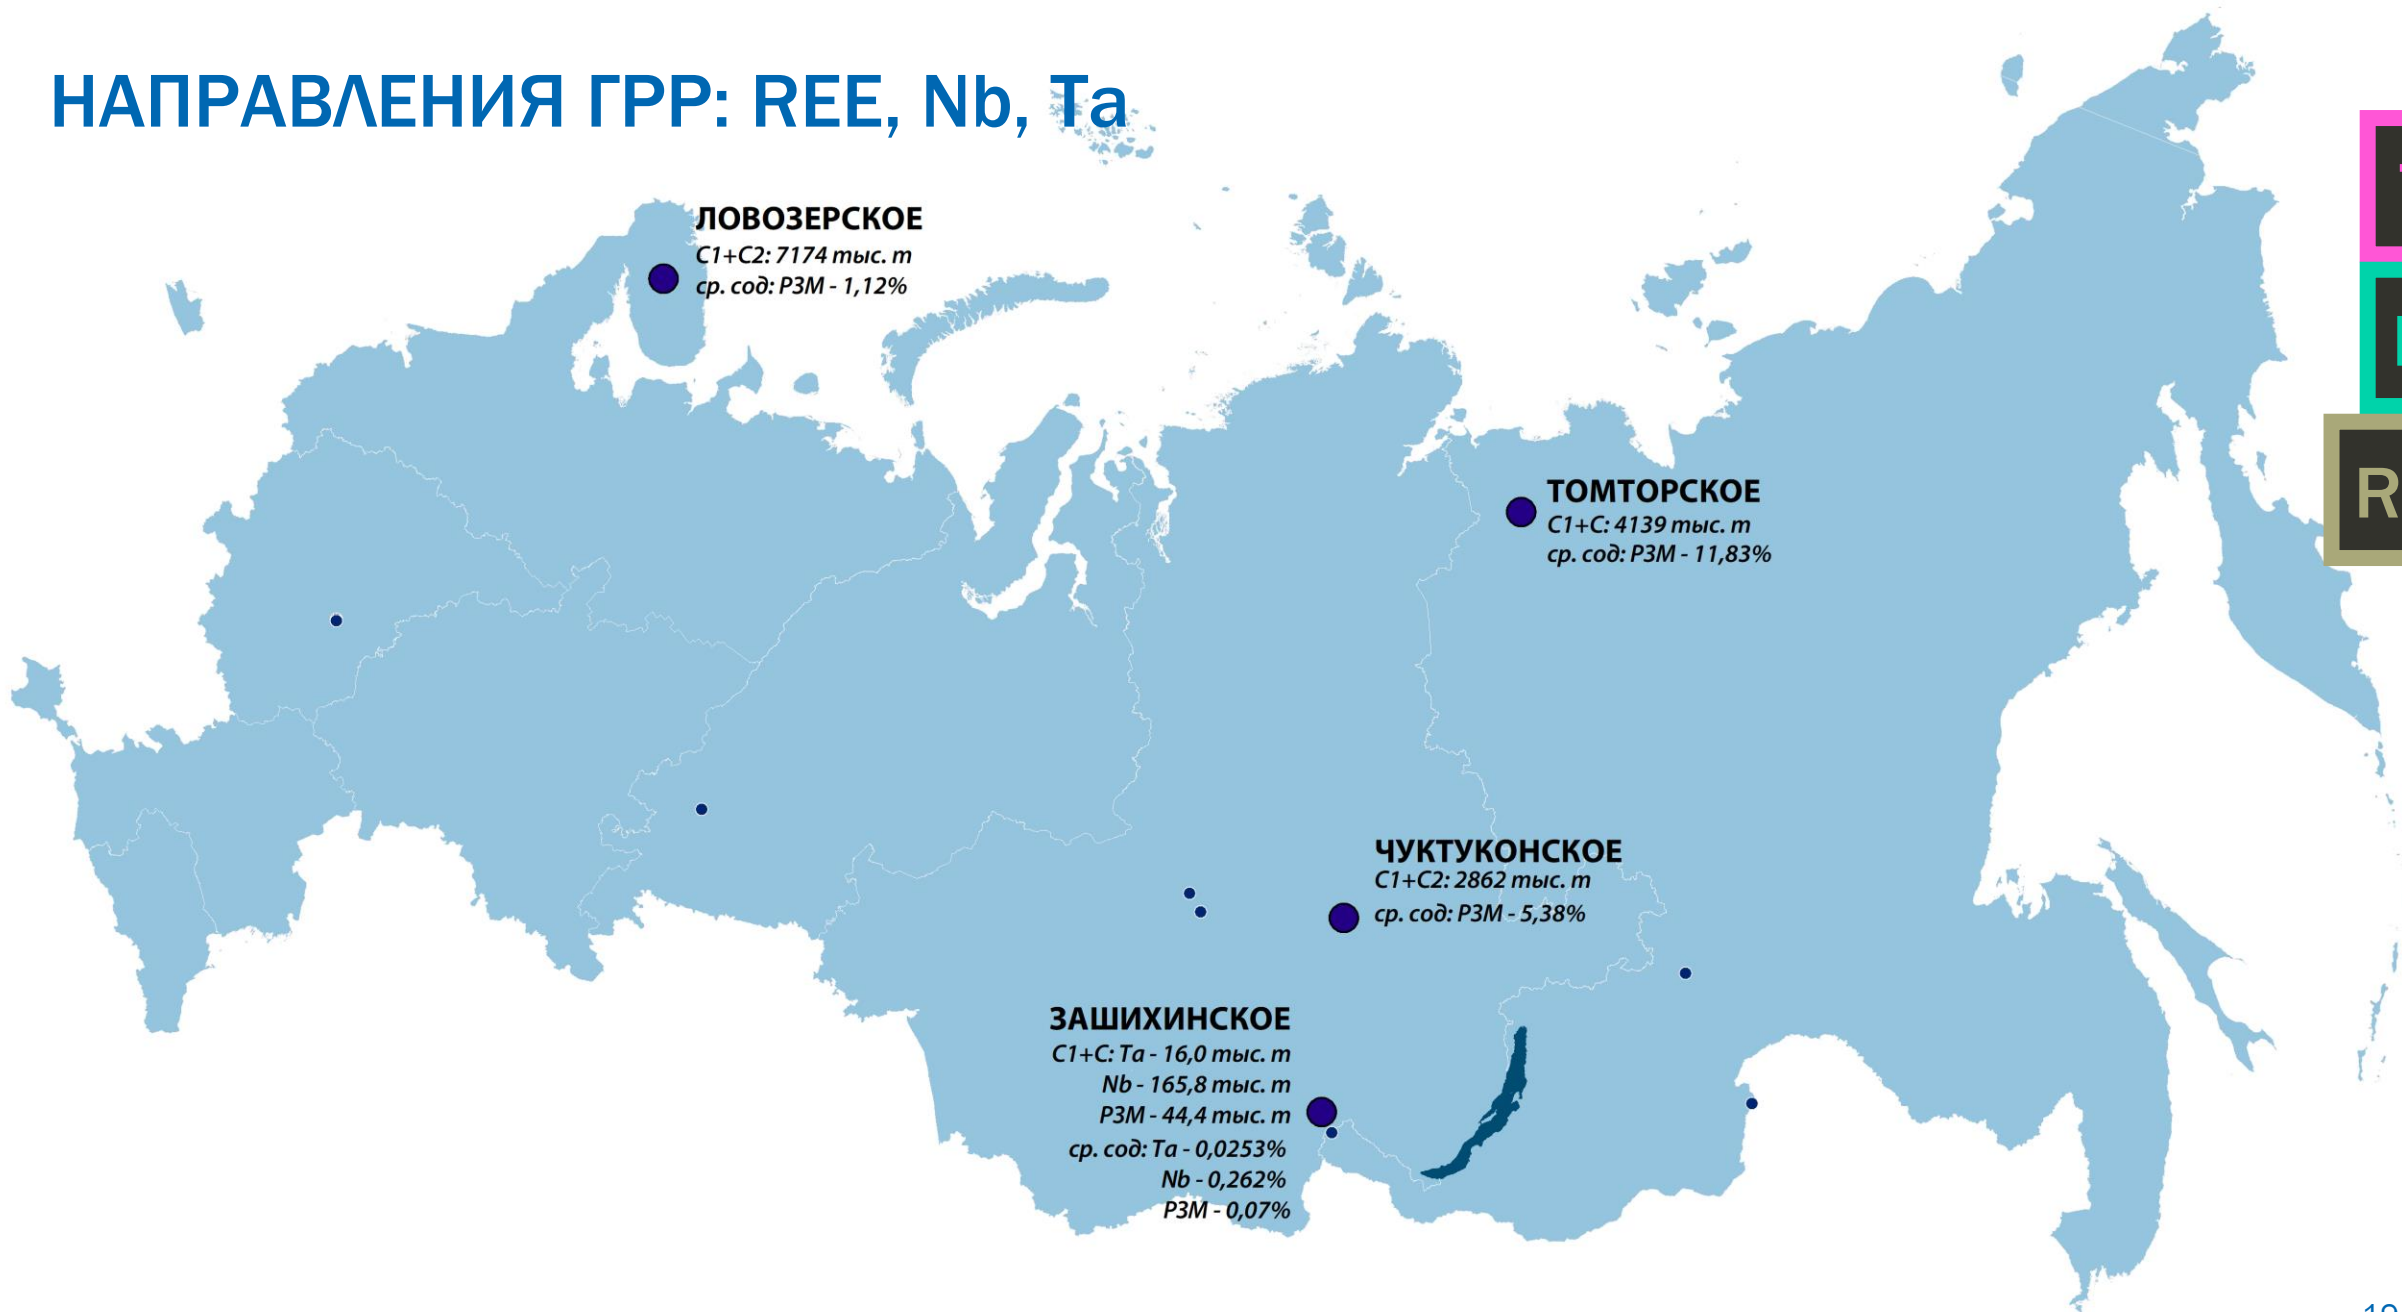 НАПРАВЛЕНИЯ ГРР: REE, Nb, Ta
ЛОВОЗЕРСКОЕ
С1+С2: 7174 тыс. т
ср. сод: РЗМ - 1,12%
ТОМТОРСКОЕ
С1+С: 4139 тыс. т
ср. сод: РЗМ - 11,83%
ЧУКТУКОНСКОЕ
С1+С2: 2862 тыс. т
ср. сод: РЗМ - 5,38%
ЗАШИХИНСКОЕ
С1+С: Ta - 16,0 тыс. т
Nb - 165,8 тыс. т
РЗМ - 44,4 тыс. т
ср. сод: Ta - 0,0253%
Nb - 0,262%
РЗМ - 0,07%
R